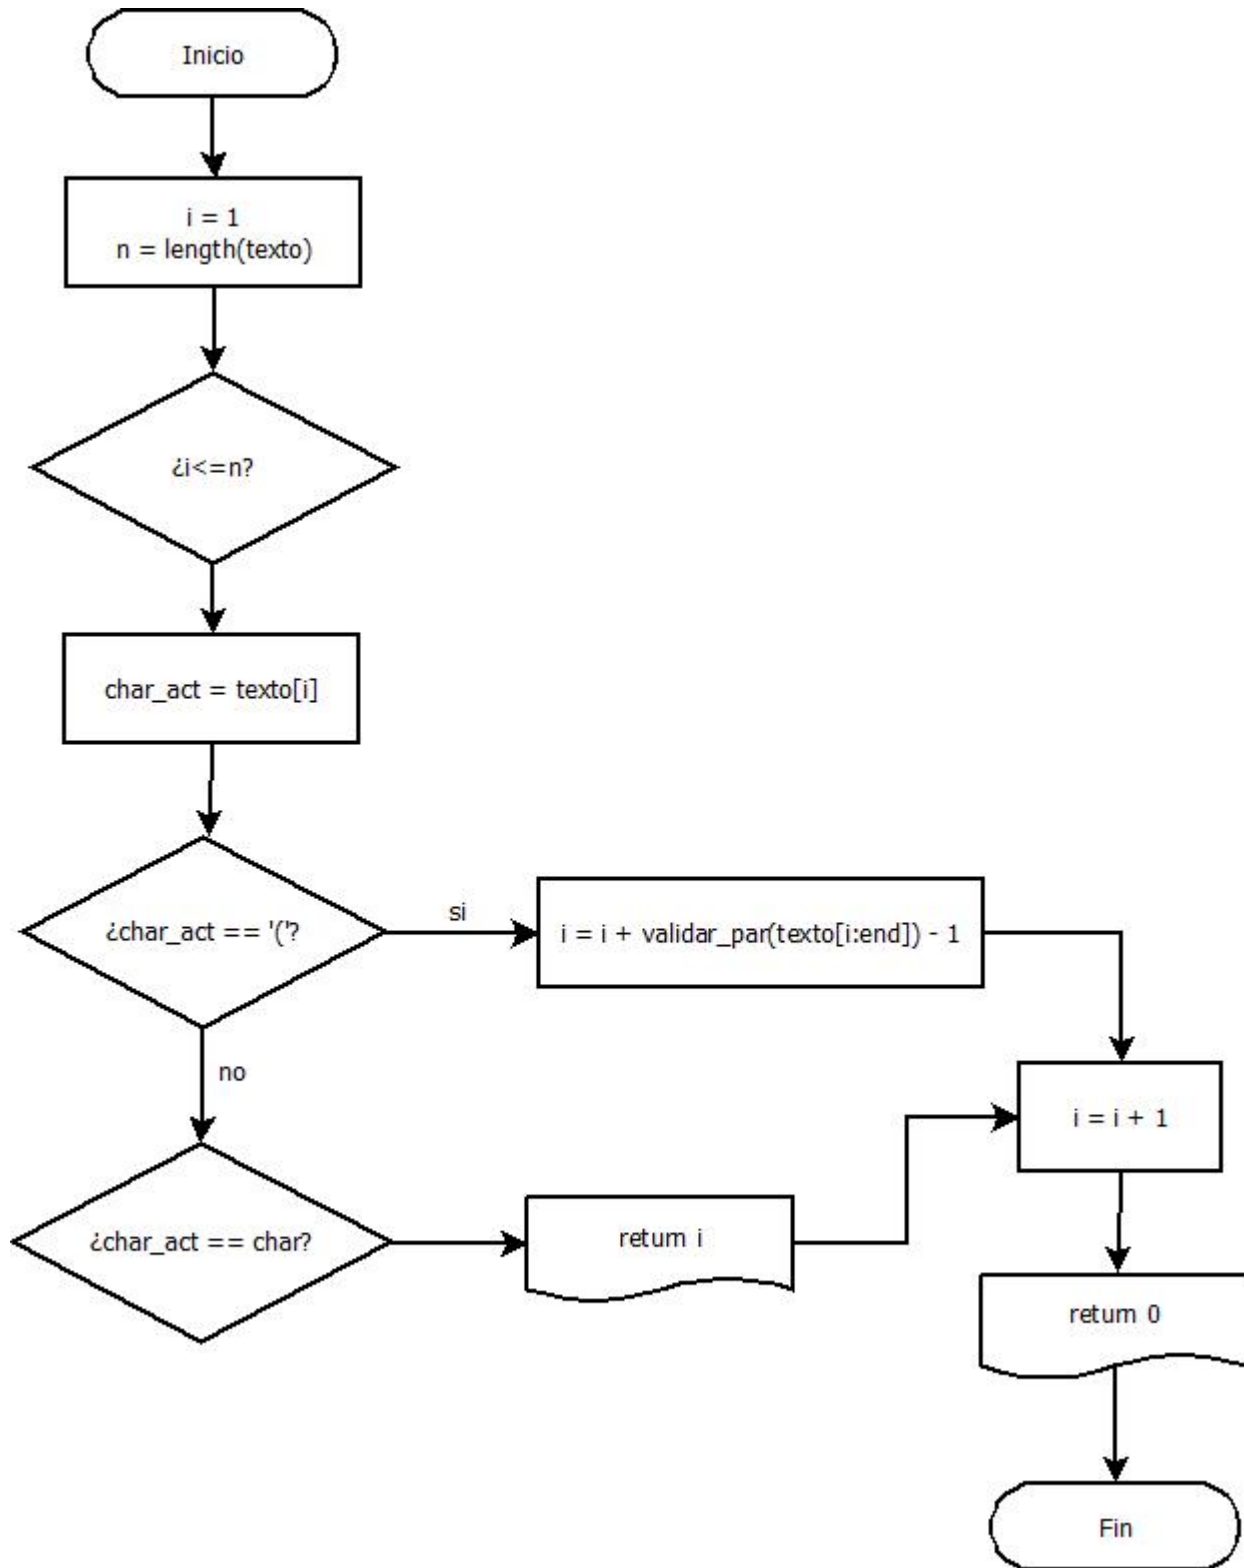 Inicio
i = 1
n = length(texto)
¿i<=n?
char_act = texto[i]
¿char_act == '('?
si
i = i + validar_par(texto[i:end]) - 1
no
i = i + 1
¿char_act == char?
return i
return 0
Fin